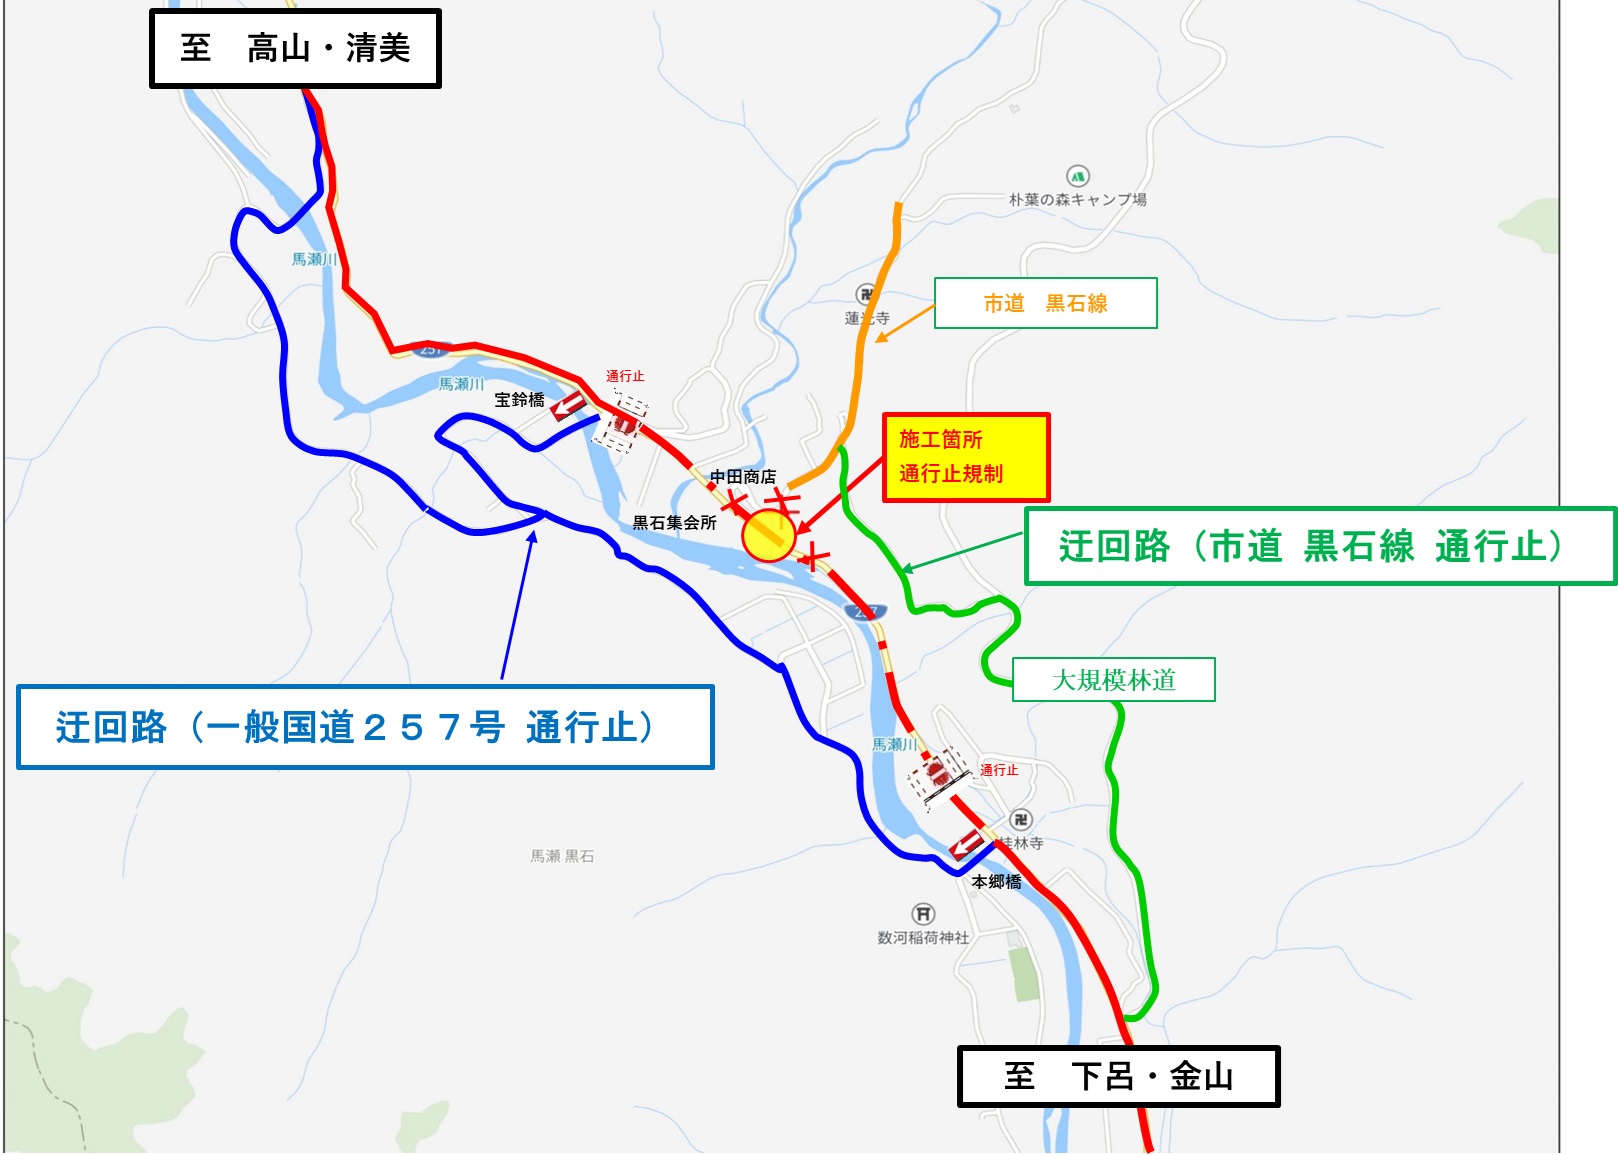 至　高山・清美
朴葉の森キャンプ場
馬瀬川
市道　黒石線
蓮光寺
257
通行止
馬瀬川
宝鈴橋
施工箇所
通行止規制
中田商店
黒石集会所
迂回路（市道 黒石線 通行止）
257
大規模林道
迂回路（一般国道２５７号 通行止）
馬瀬川
通行止
桂林寺
馬瀬 黒石
本郷橋
数河稲荷神社
至　下呂・金山